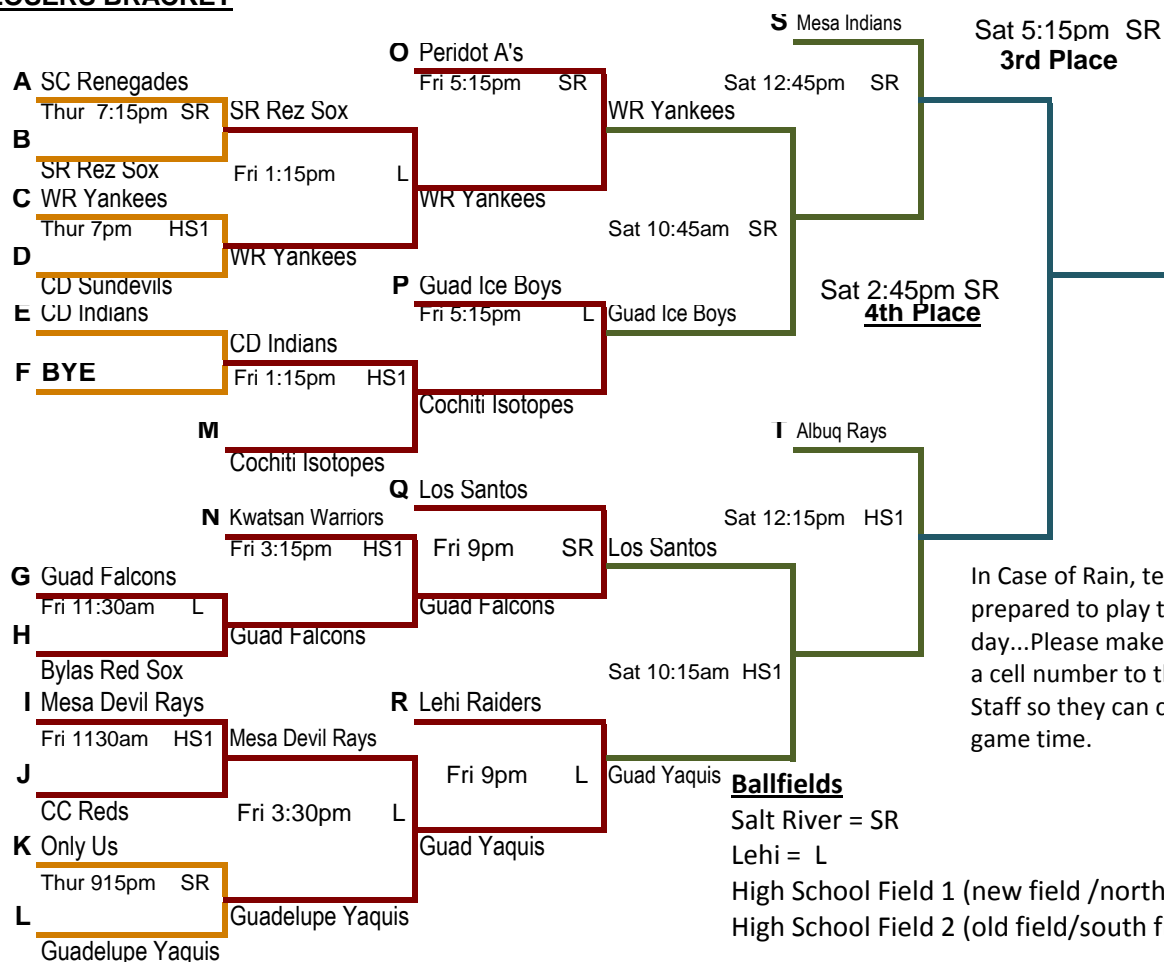 LOSERS BRACKET
S Mesa Indians
Sat 5:15pm SR
3rd Place
O Peridot A's
Fri 5:15pm SR
Sat 12:45pm SR
A SC Renegades
Thur 7:15pm SR
SR Rez Sox
WR Yankees
B
SR Rez Sox
Fri 1:15pm L
C WR Yankees
WR Yankees
Thur 7pm HS1
Sat 10:45am SR
D
WR Yankees
CD Sundevils
P Guad Ice Boys
Sat 2:45pm SR
4th Place
E CD Indians
Fri 5:15pm L
Guad Ice Boys
CD Indians
F BYE
Fri 1:15pm HS1
Cochiti Isotopes
M
Cochiti Isotopes
T Albuq Rays
Q Los Santos
N Kwatsan Warriors
Sat 12:15pm HS1
Fri 3:15pm HS1
Fri 9pm SR
Los Santos
G Guad Falcons
Fri 11:30am L
Guad Falcons
H
Guad Falcons
Bylas Red Sox
In Case of Rain, te
prepared to play t
day...Please make
a cell number to t
Staff so they can c
game time.
Sat 10:15am HS1
I Mesa Devil Rays
R Lehi Raiders
Fri 1130am HS1
Mesa Devil Rays
J
CC Reds
Fri 9pm L
Guad Yaquis
Fri 3:30pm L
K Only Us
Guad Yaquis
Thur 915pm SR
L
Guadelupe Yaquis
Guadelupe Yaquis
Ballfields
Salt River = SR
Lehi = L
High School Field 1 (new field /north
High School Field 2 (old field/south f